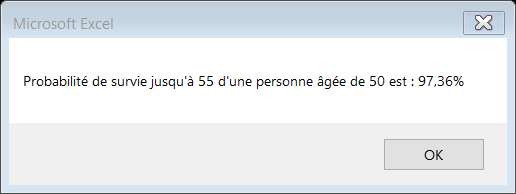 Microsoft Excel
Probabilité de survie jusqu'à 55 d'une personne âgée de 50 est : 97,36%
OK